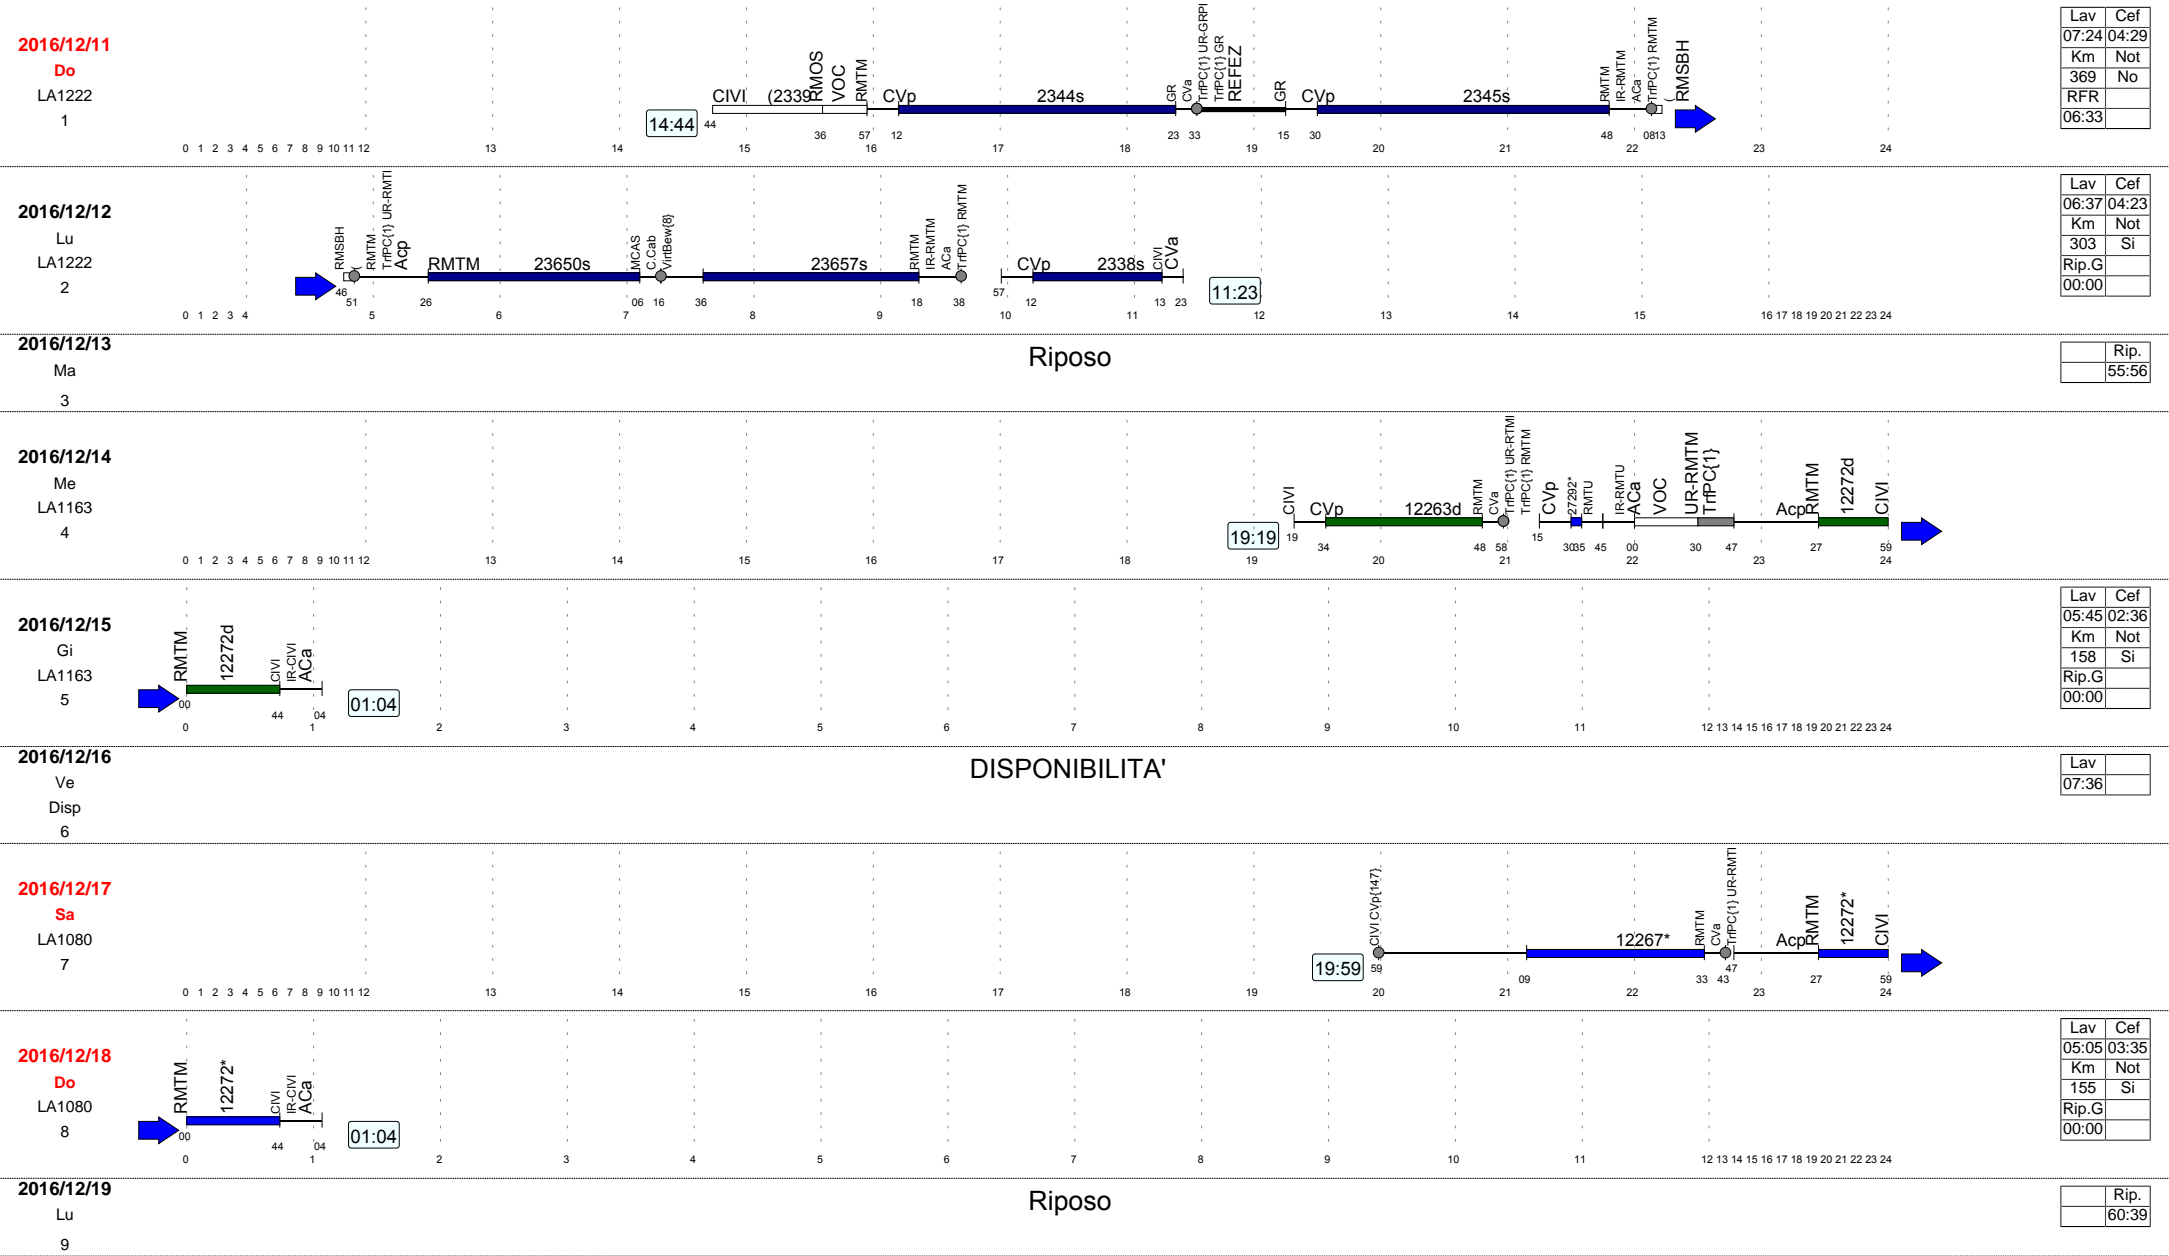 2016/12/11
Do
LA1222
1
14:44
CIVI (2339 RMOS VOC RMTM CVp 2344s GR CVa TrfPC{1} UR-GRPI TrfPC{1} GR REFEZ GR CVp 2345s RMTM IR-RMTM ACa TrfPC{1} RMTM ( RMSBH
44 36 57 12 23 33 15 30 48 08 13
0 1 2 3 4 5 6 7 8 9 10 11 12 13 14 15 16 17 18 19 20 21 22 23 24
Lav Cef
07:24 04:29
Km Not
369 No
RFR
06:33
2016/12/12
Lu
LA1222
2
RMSBH ( RMTM TrfPC{1} UR-RMTI Acp RMTM 23650s MCAS C.Cab VirtBew{8} 23657s RMTM IR-RMTM ACa TrfPC{1} RMTM CVp 2338s CIVI CVa
46 51 26 06 16 36 18 38 57 12 13 23
11:23
0 1 2 3 4 5 6 7 8 9 10 11 12 13 14 15 16 17 18 19 20 21 22 23 24
Lav Cef
06:37 04:23
Km Not
303 Si
Rip.G
00:00
2016/12/13
Ma
3
Riposo
Rip.
55:56
2016/12/14
Me
LA1163
4
19:19
CIVI CVp 12263d RMTM CVa TrfPC{1} UR-RTMI TrfPC{1} RMTM CVp 27292* RMTU IR-RMTU ACa VOC UR-RMTM TrfPC{1} Acp RMTM 12272d CIVI
19 34 48 58 15 30 35 45 00 30 47 27 59
0 1 2 3 4 5 6 7 8 9 10 11 12 13 14 15 16 17 18 19 20 21 22 23 24
2016/12/15
Gi
LA1163
5
RMTM 12272d CIVI IR-CIVI ACa
00 44 04
01:04
0 1 2 3 4 5 6 7 8 9 10 11 12 13 14 15 16 17 18 19 20 21 22 23 24
Lav Cef
05:45 02:36
Km Not
158 Si
Rip.G
00:00
2016/12/16
Ve
Disp
6
DISPONIBILITA'
Lav
07:36
2016/12/17
Sa
LA1080
7
19:59
CIVI CVp{147} 12267* RMTM CVa TrfPC{1} UR-RMTI Acp RMTM 12272* CIVI
59 09 33 43 47 27 59
0 1 2 3 4 5 6 7 8 9 10 11 12 13 14 15 16 17 18 19 20 21 22 23 24
2016/12/18
Do
LA1080
8
RMTM 12272* CIVI IR-CIVI ACa
00 44 04
01:04
0 1 2 3 4 5 6 7 8 9 10 11 12 13 14 15 16 17 18 19 20 21 22 23 24
Lav Cef
05:05 03:35
Km Not
155 Si
Rip.G
00:00
2016/12/19
Lu
9
Riposo
Rip.
60:39